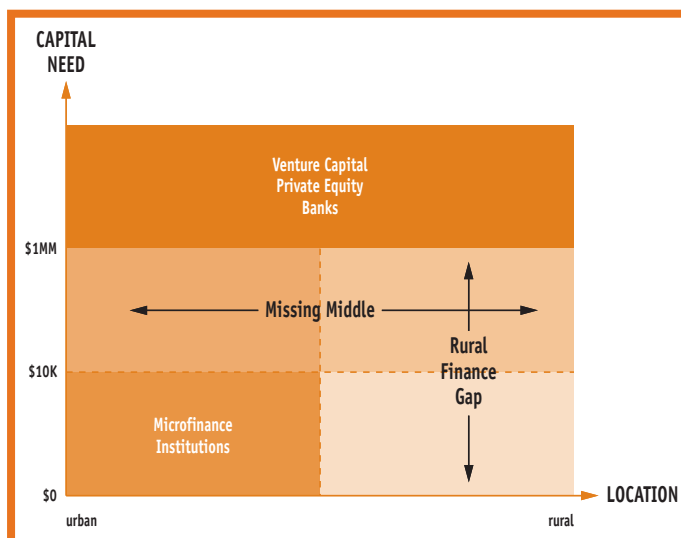 CAPITAL
NEED
Venture Capital
Private Equity
Banks
$1MM
Missing Middle
Rural
Finance
Gap
$10K
Microfinance
Institutions
$0
LOCATION
urban
rural